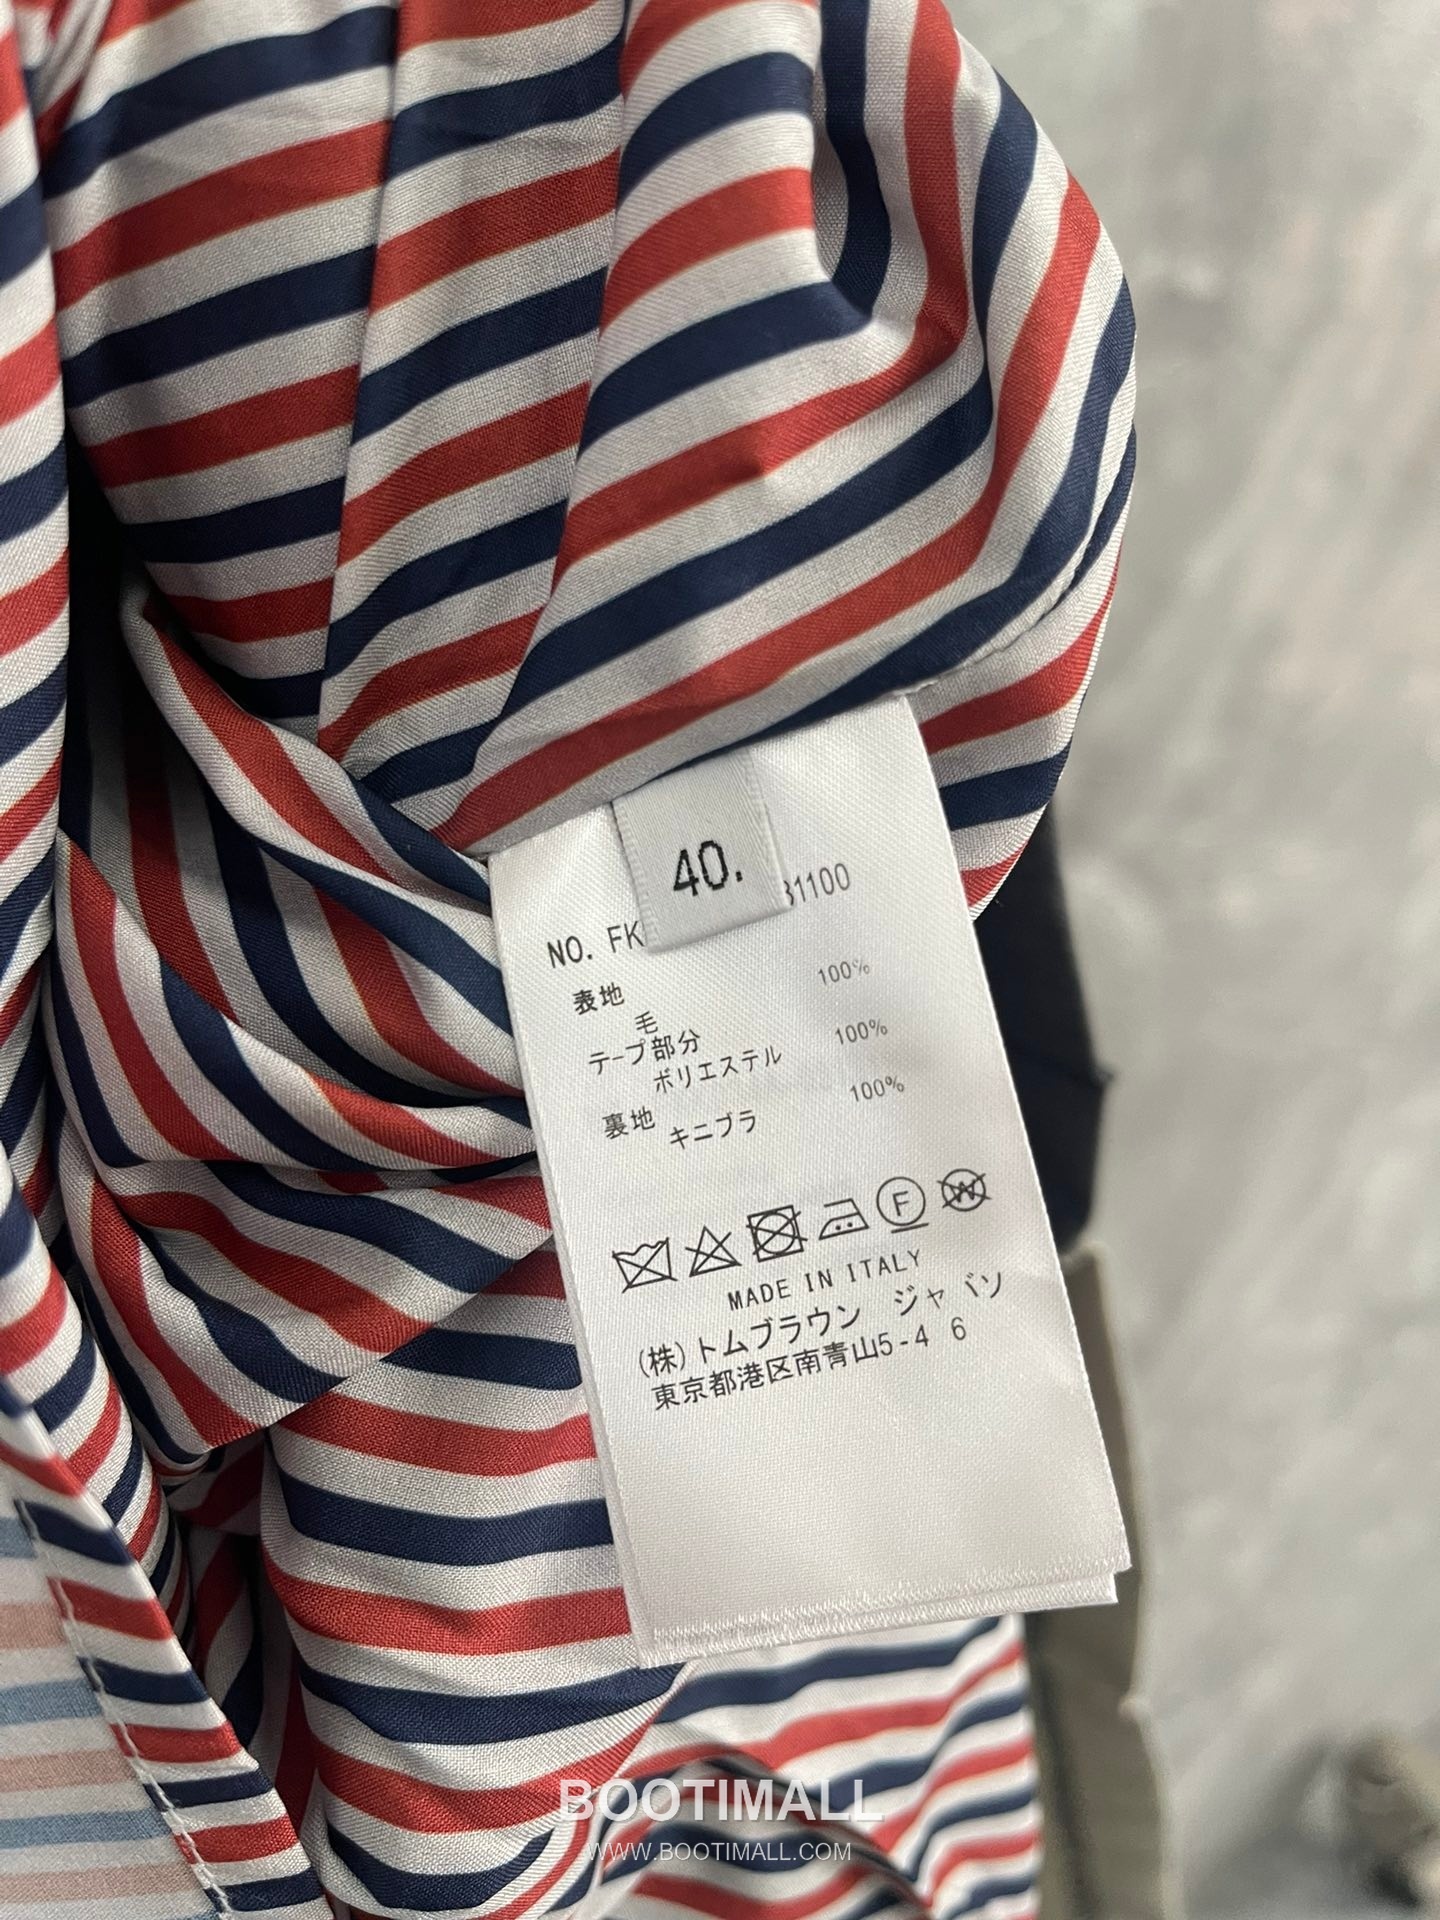 40.
NO. FK 31100
表地 100%
毛
テープ部分 100%
ポリエステル
裏地 100%
キニプラ
F W
MADE IN ITALY
(株)トムブラウン ジャパソ
東京都港区南青山5-4 6
BOOTIMALL
WWW.BOOTIMALL.COM